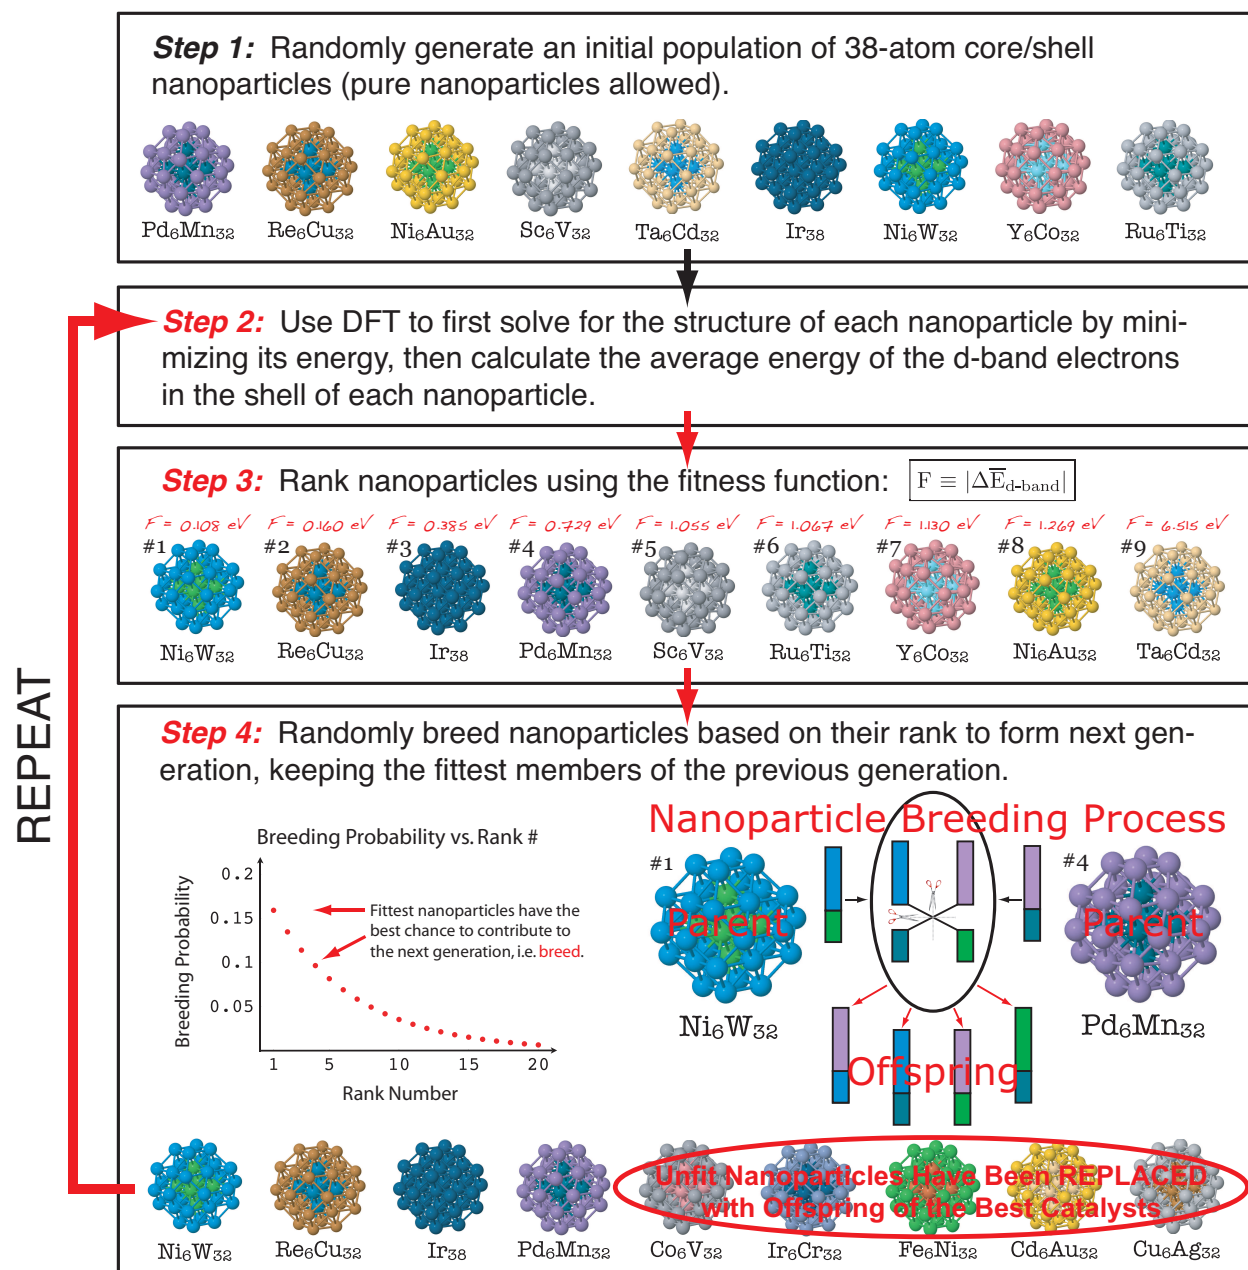 Step 1: Randomly generate an initial population of 38-atom core/shell
nanoparticles (pure nanoparticles allowed).
Pd₆Mn₃₂ Re₆Cu₃₂ Ni₆Au₃₂ Sc₆V₃₂ Ta₆Cd₃₂ Ir₃₈ Ni₆W₃₂ Y₆Co₃₂ Ru₆Ti₃₂
Step 2: Use DFT to first solve for the structure of each nanoparticle by mini-
mizing its energy, then calculate the average energy of the d-band electrons
in the shell of each nanoparticle.
Step 3: Rank nanoparticles using the fitness function: F ≡ |ΔE̅d-band|
F = 0.108 eV F = 0.160 eV F = 0.385 eV F = 0.729 eV F = 1.055 eV F = 1.067 eV F = 1.130 eV F = 1.269 eV F = 6.515 eV
#1 #2 #3 #4 #5 #6 #7 #8 #9
Ni₆W₃₂ Re₆Cu₃₂ Ir₃₈ Pd₆Mn₃₂ Sc₆V₃₂ Ru₆Ti₃₂ Y₆Co₃₂ Ni₆Au₃₂ Ta₆Cd₃₂
REPEAT
Step 4: Randomly breed nanoparticles based on their rank to form next gen-
eration, keeping the fittest members of the previous generation.
Breeding Probability vs. Rank #
Breeding Probability
0.2
0.15
0.1
0.05
Fittest nanoparticles have the
best chance to contribute to
the next generation, i.e. breed.
1 5 10 15 20
Rank Number
Nanoparticle Breeding Process
#1 #4
Parent Parent
Ni₆W₃₂ Pd₆Mn₃₂
Offspring
Unfit Nanoparticles Have Been REPLACED
with Offspring of the Best Catalysts
Ni₆W₃₂ Re₆Cu₃₂ Ir₃₈ Pd₆Mn₃₂ Co₆V₃₂ Ir₆Cr₃₂ Fe₆Ni₃₂ Cd₆Au₃₂ Cu₆Ag₃₂